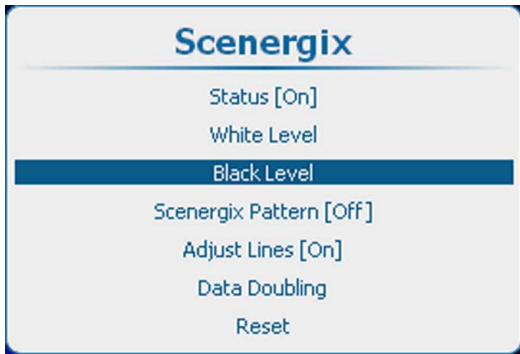 Scenergix
Status [On]
White Level
Black Level
Scenergix Pattern [Off]
Adjust Lines [On]
Data Doubling
Reset